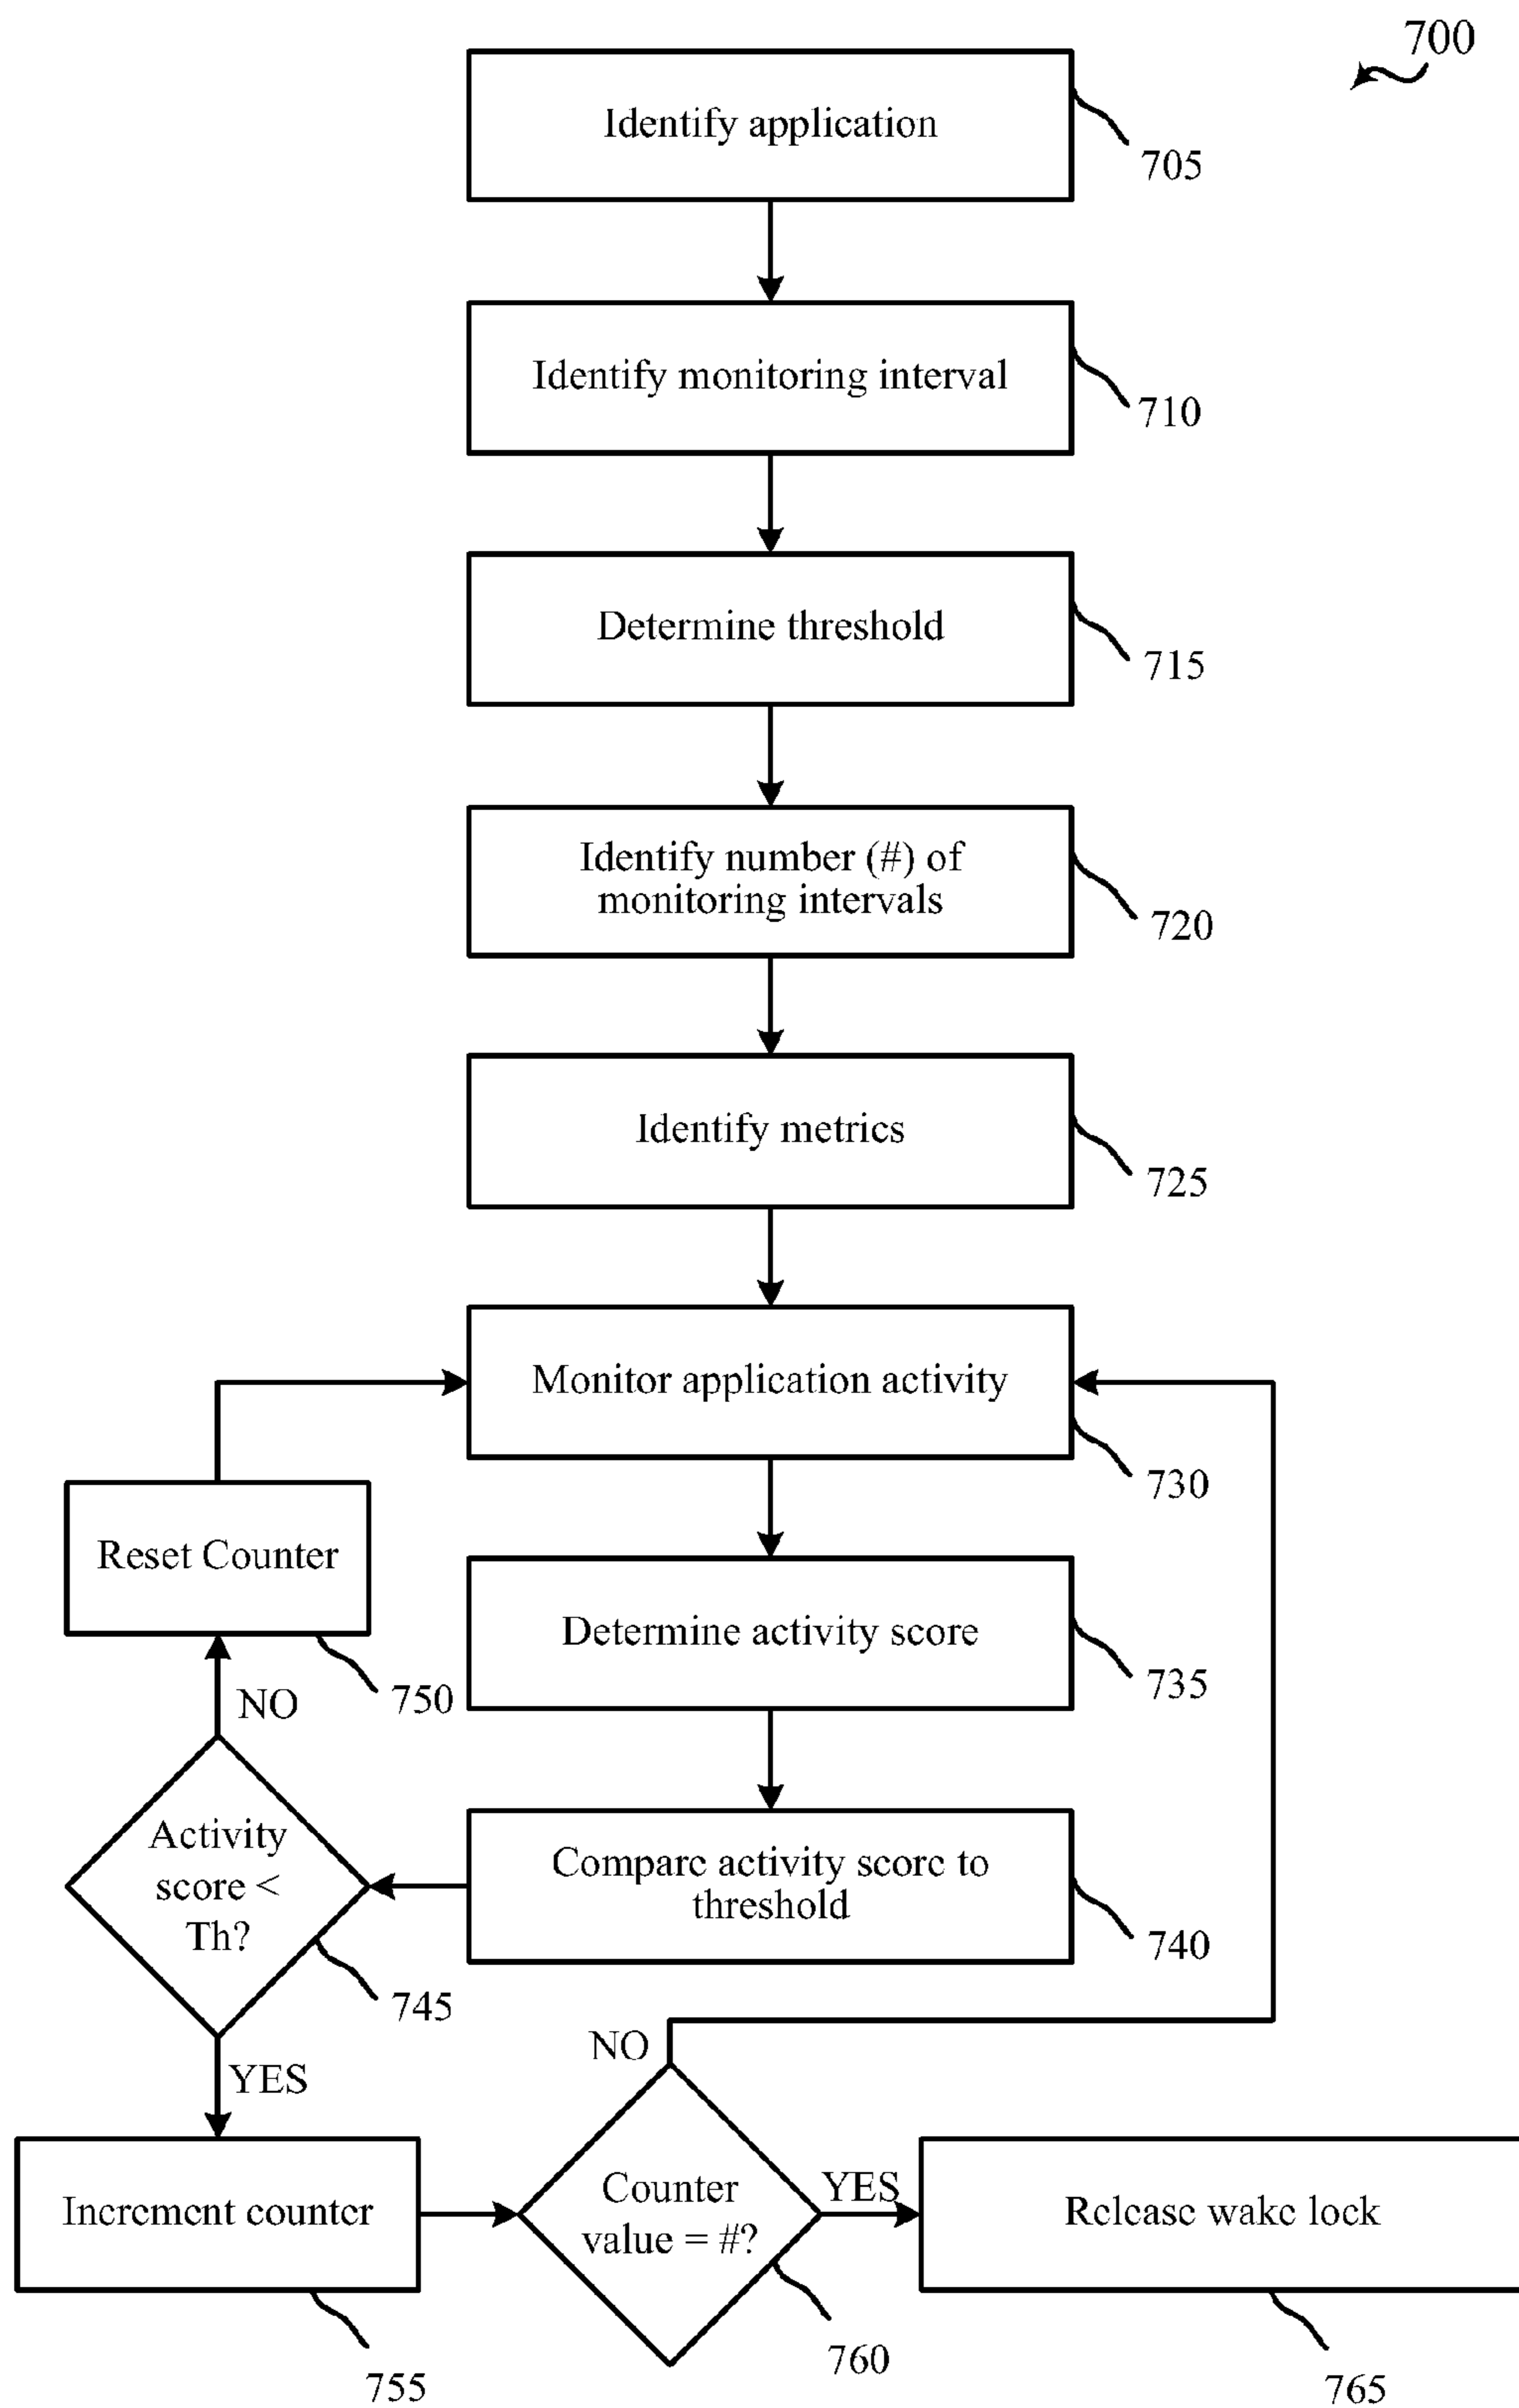 700
Identify application
705
Identify monitoring interval
710
Determine threshold
715
Identify number (#) of
monitoring intervals
720
Identify metrics
725
Monitor application activity
730
Reset Counter
750
Determine activity score
735
NO
Activity
score <
Th?
745
Compare activity score to
threshold
740
YES
NO
Increment counter
755
Counter
value = #?
760
YES
Release wake lock
765